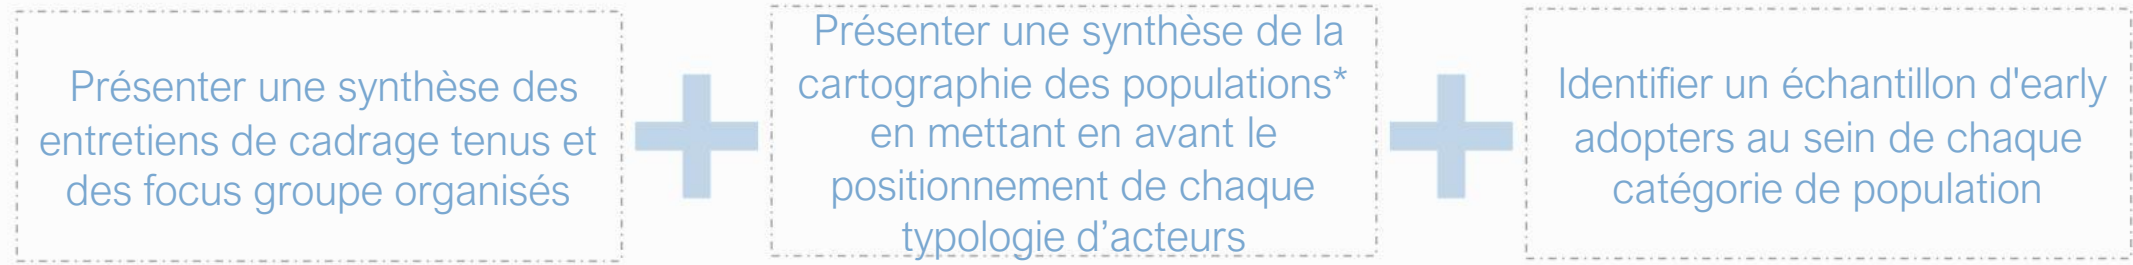 Présenter une synthèse des
entretiens de cadrage tenus et
des focus groupe organisés
Présenter une synthèse de la
cartographie des populations*
en mettant en avant le
positionnement de chaque
typologie d’acteurs
Identifier un échantillon d'early
adopters au sein de chaque
catégorie de population